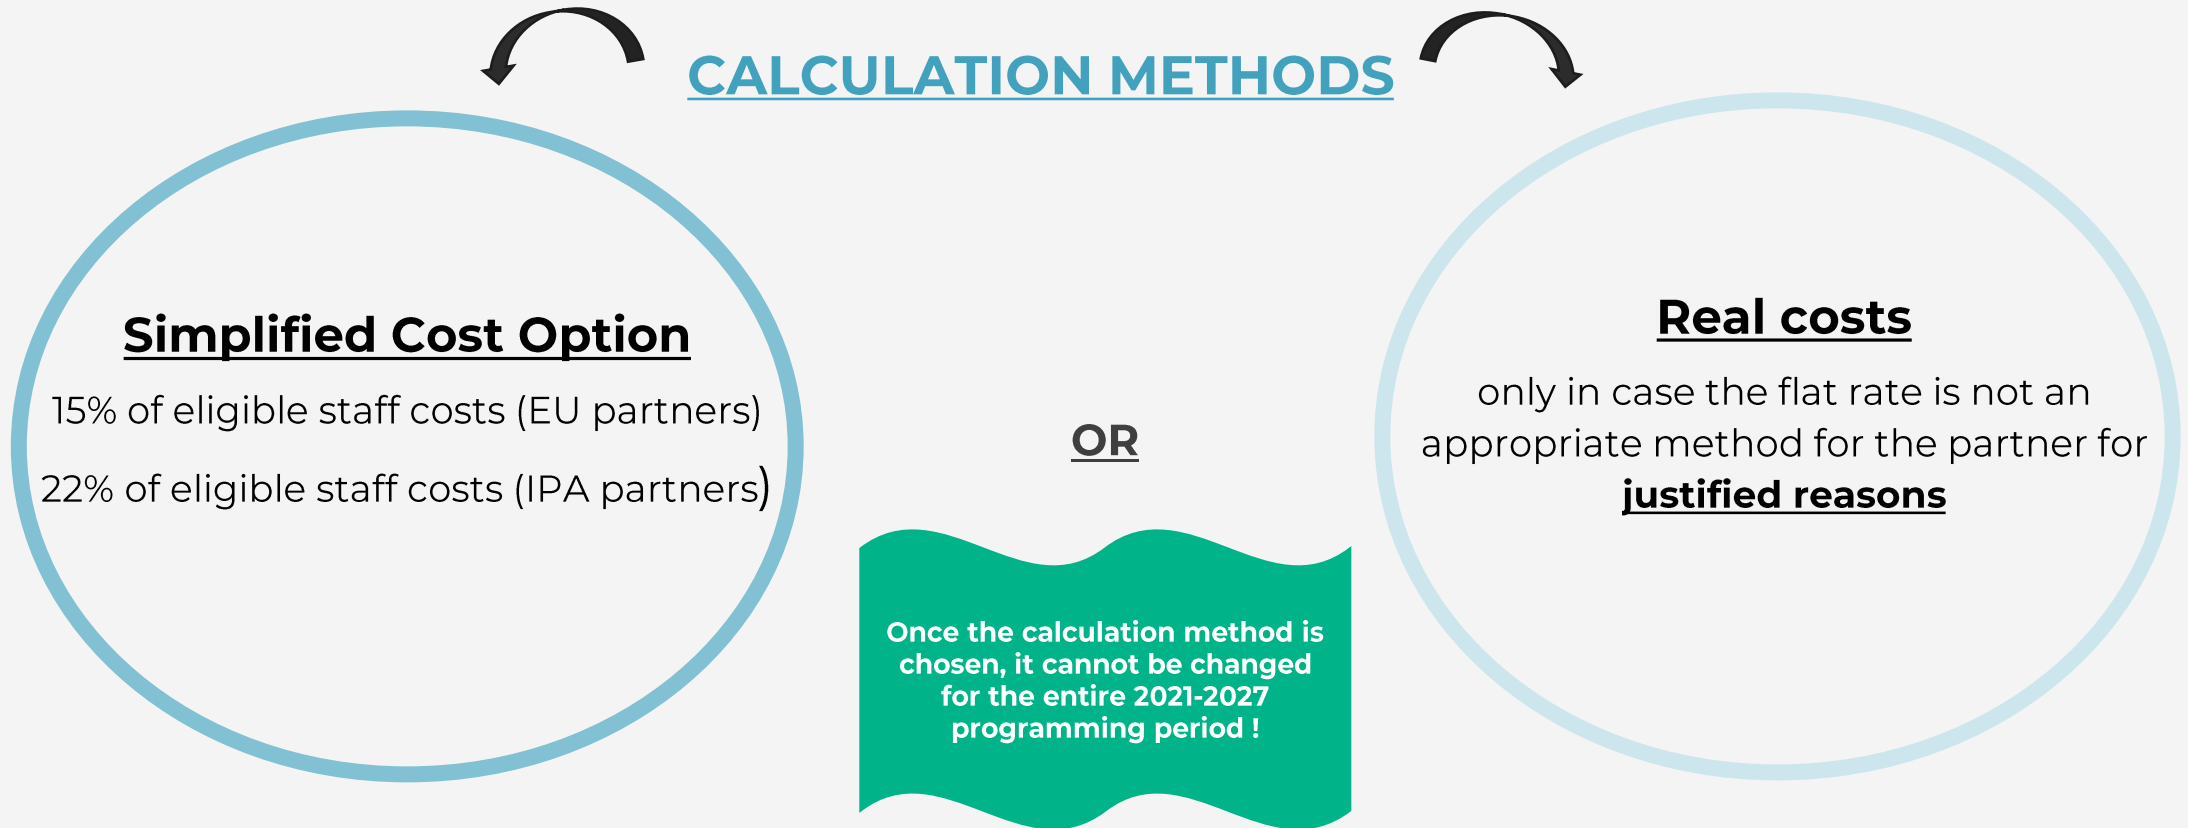 CALCULATION METHODS
Simplified Cost Option
15% of eligible staff costs (EU partners)
22% of eligible staff costs (IPA partners)
OR
Once the calculation method is
chosen, it cannot be changed
for the entire 2021-2027
programming period !
Real costs
only in case the flat rate is not an
appropriate method for the partner for
justified reasons